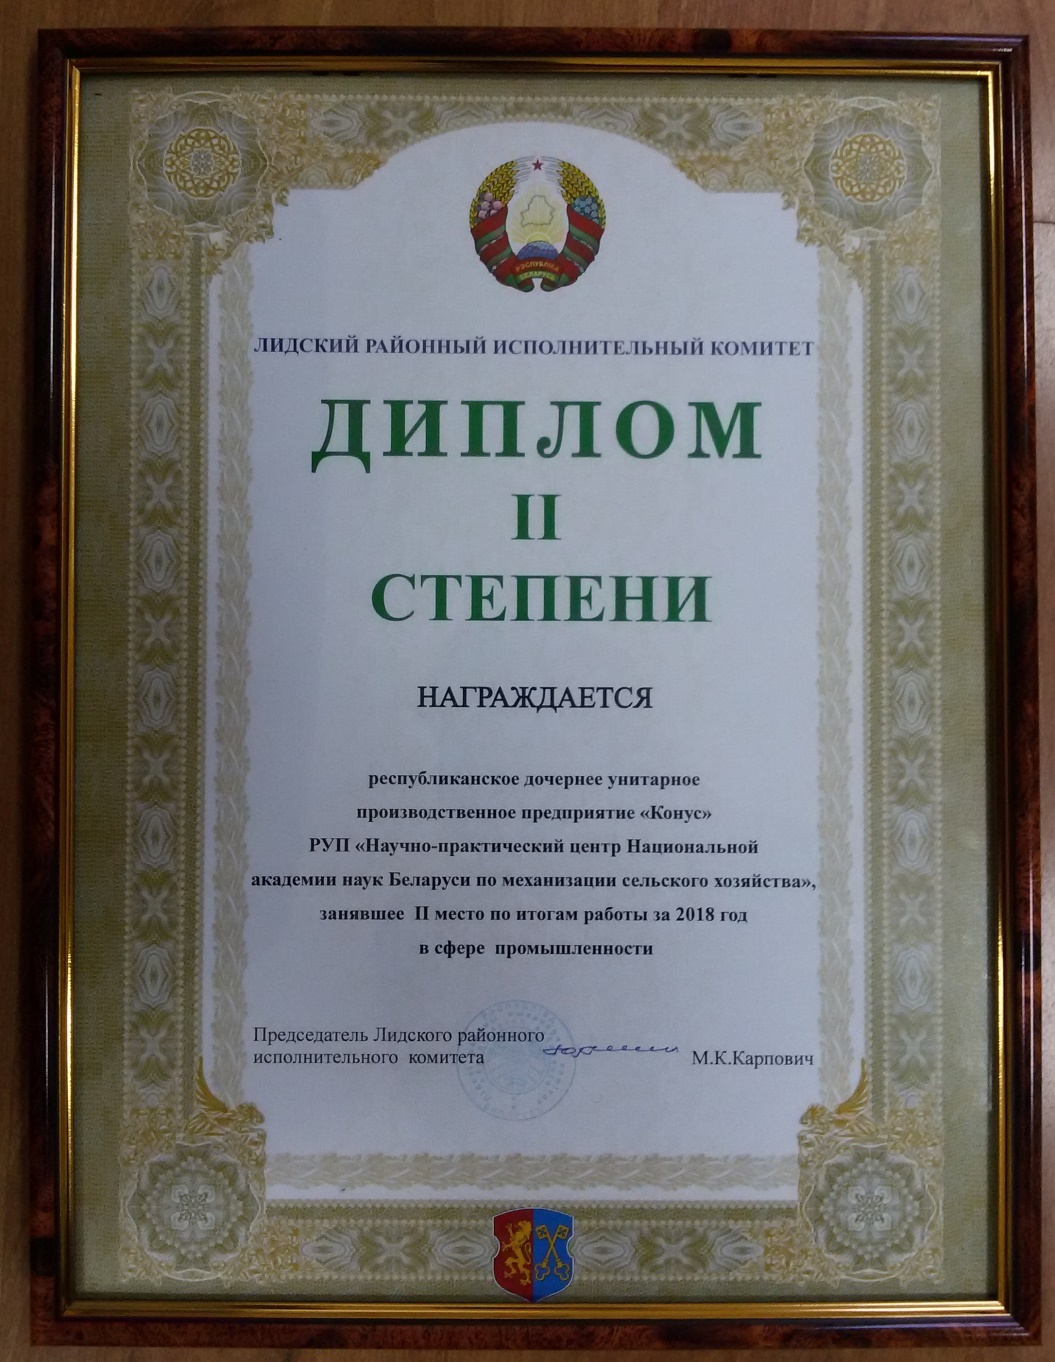 РЭСПУБЛІКА
БЕЛАРУСЬ
ЛИДСКИЙ РАЙОННЫЙ ИСПОЛНИТЕЛЬНЫЙ КОМИТЕТ
ДИПЛОМ
II
СТЕПЕНИ
НАГРАЖДАЕТСЯ
республиканское дочернее унитарное
производственное предприятие «Конус»
РУП «Научно-практический центр Национальной
академии наук Беларуси по механизации сельского хозяйства»,
занявшее II место по итогам работы за 2018 год
в сфере промышленности
Председатель Лидского районного
исполнительного комитета М.К.Карпович